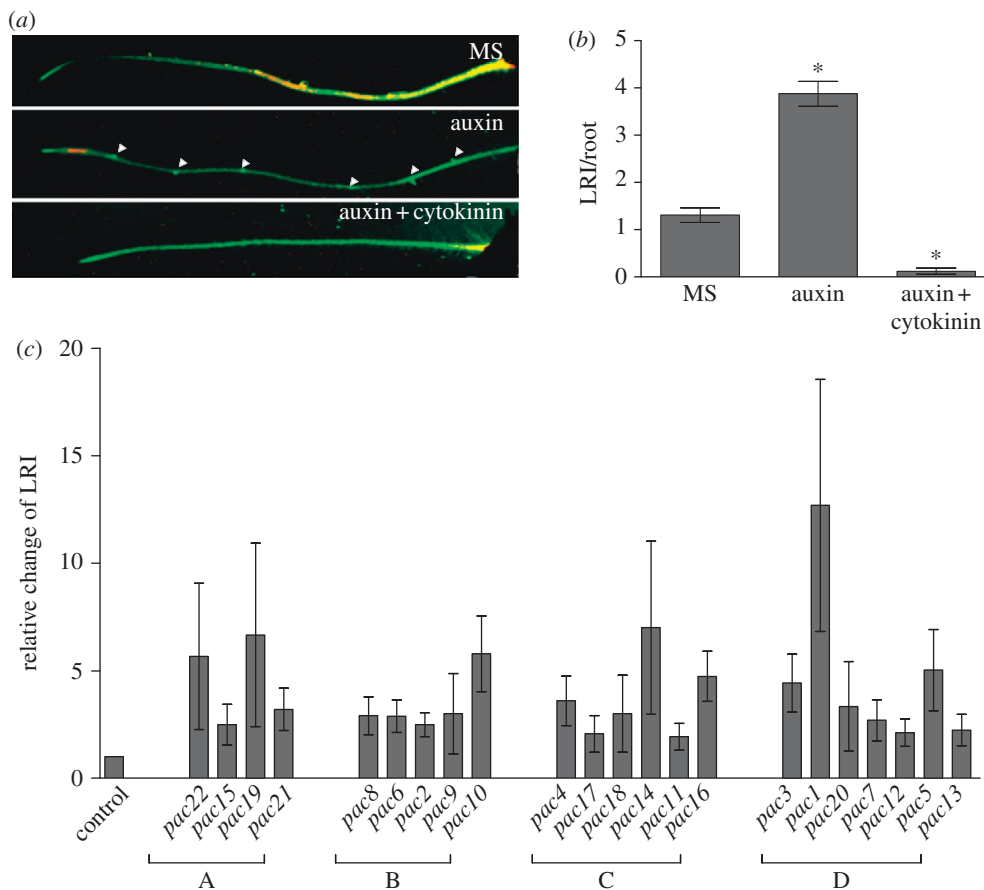 (a)
MS
auxin
auxin + cytokinin
(b)
LRI/root
5
4
3
2
1
0
*
*
MS
auxin
auxin +
cytokinin
(c)
relative change of LRI
20
15
10
5
0
control
pac22
pac15
pac19
pac21
pac8
pac6
pac2
pac9
pac10
pac4
pac17
pac18
pac14
pac11
pac16
pac3
pac1
pac20
pac7
pac12
pac5
pac13
A
B
C
D